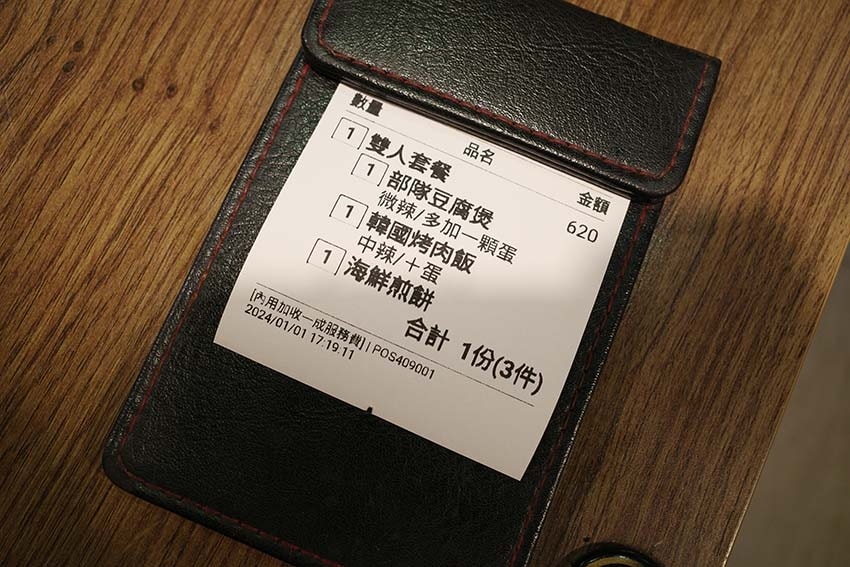 數量 品名 金額
1 雙人套餐 620
1 部隊豆腐煲
微辣/多加一顆蛋
1 韓國烤肉飯
中辣/+蛋
1 海鮮煎餅
合計 1份(3件)
[內用加收一成服務費] | POS409001
2024/01/01 17:19:11